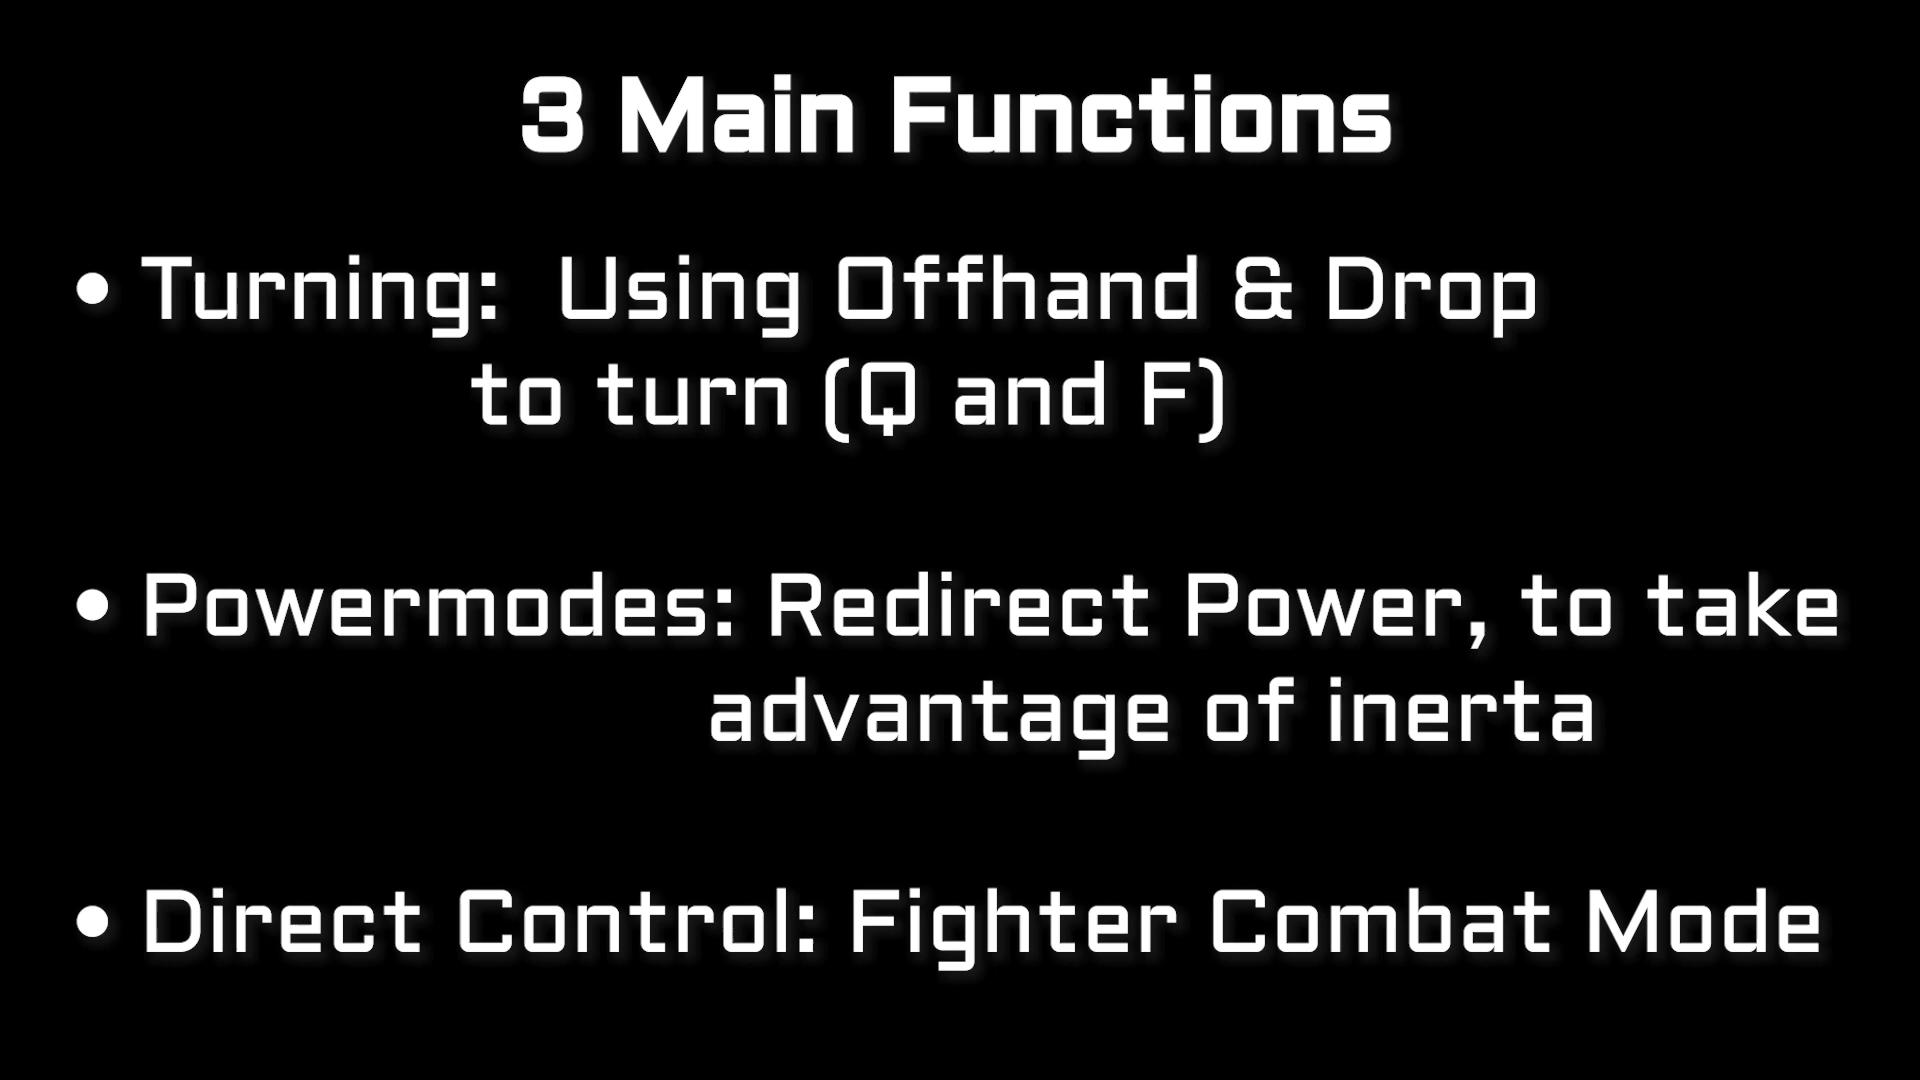 3 Main Functions
• Turning: Using Offhand & Drop
to turn (Q and F)
• Powermodes: Redirect Power, to take
advantage of inerta
• Direct Control: Fighter Combat Mode